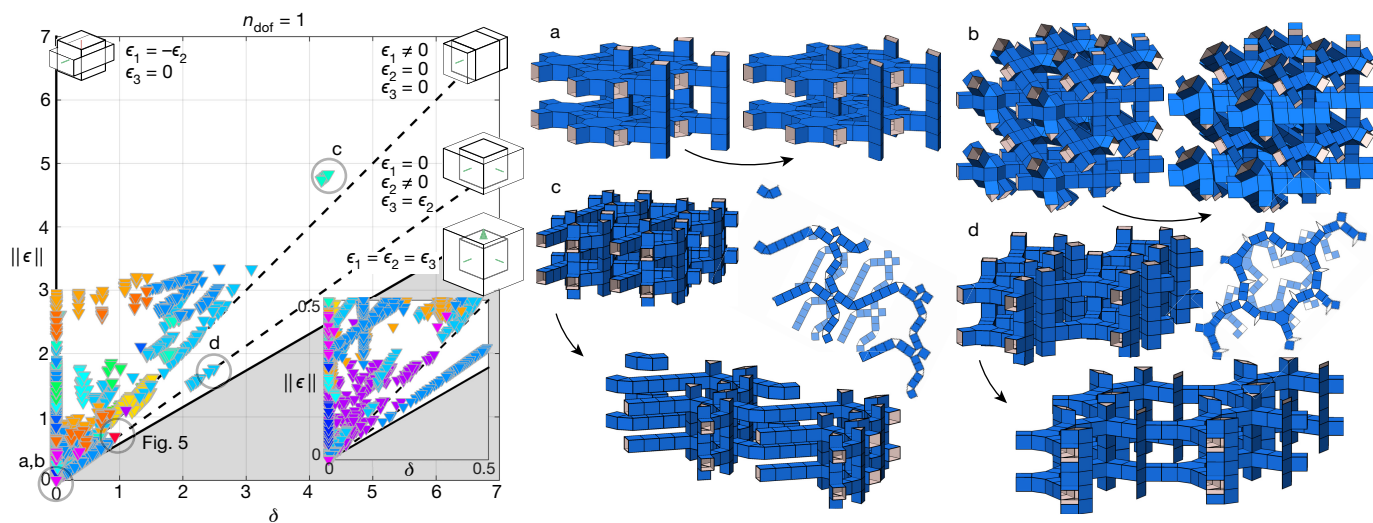 n_dof = 1
7
6
5
4
3
2
1
0
||ϵ||
0
1
2
3
4
5
6
7
δ
ϵ₁ = −ϵ₂
ϵ₃ = 0
ϵ₁ ≠ 0
ϵ₂ = 0
ϵ₃ = 0
ϵ₁ = 0
ϵ₂ ≠ 0
ϵ₃ = ϵ₂
ϵ₁ = ϵ₂ = ϵ₃
c
d
Fig. 5
a,b
0.5
||ϵ||
0
0
δ
0.5
a
b
c
d